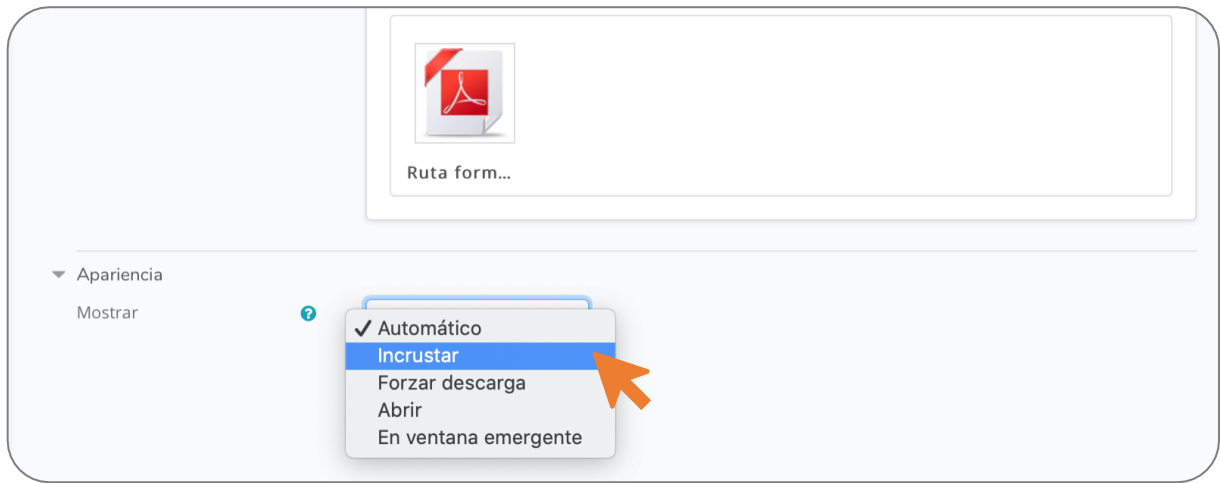 Ruta form...
Apariencia
Mostrar
?
✓ Automático
Incrustar
Forzar descarga
Abrir
En ventana emergente